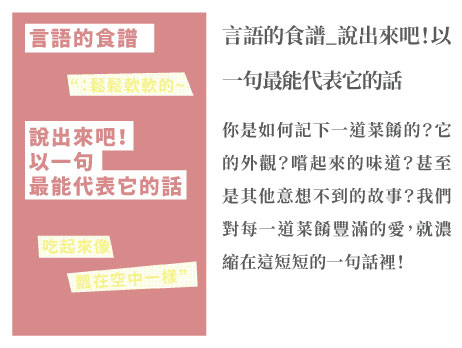 言語的食譜
“：鬆鬆軟軟的~
說出來吧！
以一句
最能代表它的話
吃起來像
飄在空中一樣”
言語的食譜_說出來吧！以
一句最能代表它的話
你是如何記下一道菜餚的？它
的外觀？嚐起來的味道？甚至
是其他意想不到的故事？我們
對每一道菜餚豐滿的愛，就濃
縮在這短短的一句話裡！